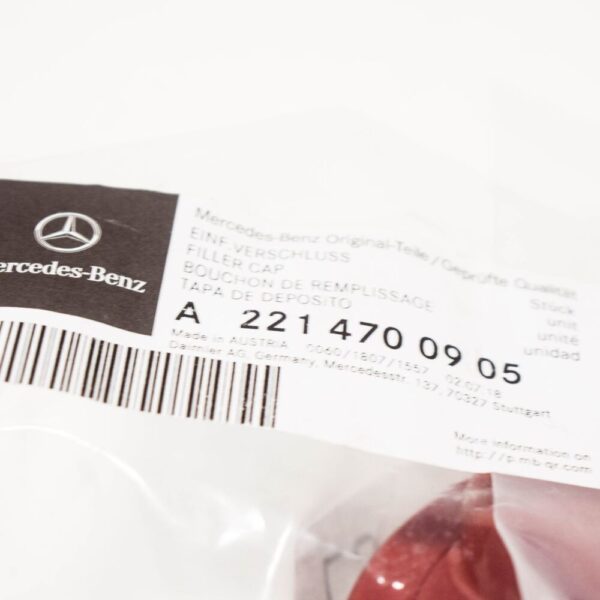 Mercedes-Benz
Mercedes-Benz Original-Teile / Geprüfte Qualität
EINF.VERSCHLUSS Stück
FILLER CAP unit
BOUCHON DE REMPLISSAGE unité
TAPA DE DEPOSITO unidad
A 221 470 09 05
Made in AUSTRIA 0060/1807/1557 02.07.18
Daimler AG, Germany, Mercedesstr. 137, 70327 Stuttgart
More information on
http://p.mb-qr.com